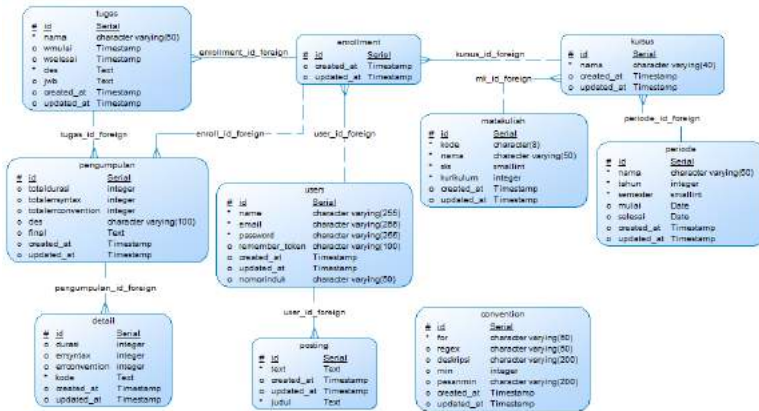 tugas
# id Serial
* nama character varying(50)
o wmulai Timestamp
o wselesai Timestamp
* des Text
o jwb Text
o created_at Timestamp
o updated_at Timestamp
enrollment_id_foreign
enrollment
# id Serial
o created_at Timestamp
o updated_at Timestamp
kursus_id_foreign
kursus
# id Serial
* nama character varying(40)
o created_at Timestamp
o updated_at Timestamp
mk_id_foreign
periode_id_foreign
tugas_id_foreign
enroll_id_foreign
user_id_foreign
matakuliah
# id Serial
* kode character(8)
* nama character varying(50)
* sks smallint
* kurikulum integer
o created_at Timestamp
o updated_at Timestamp
periode
# id Serial
* nama character varying(50)
* tahun integer
* semester smallint
o mulai Date
o selesai Date
o created_at Timestamp
o updated_at Timestamp
pengumpulan
# id Serial
o totaldurasi integer
o totalerrsyntax integer
o totalerrconvention integer
o des character varying(100)
o final Text
o created_at Timestamp
o updated_at Timestamp
users
# id Serial
* name character varying(255)
* email character varying(255)
* password character varying(255)
o remember_token character varying(100)
o created_at Timestamp
o updated_at Timestamp
* nomorinduk character varying(50)
pengumpulan_id_foreign
user_id_foreign
detail
# id Serial
o durasi integer
o errsyntax integer
o errconvention integer
* kode Text
o created_at Timestamp
o updated_at Timestamp
posting
# id Serial
* text Text
o created_at Timestamp
o updated_at Timestamp
* judul Text
convention
# id Serial
* for character varying(50)
o regex character varying(50)
o deskripsi character varying(200)
o min integer
o pesanmin character varying(200)
o created_at Timestamp
o updated_at Timestamp